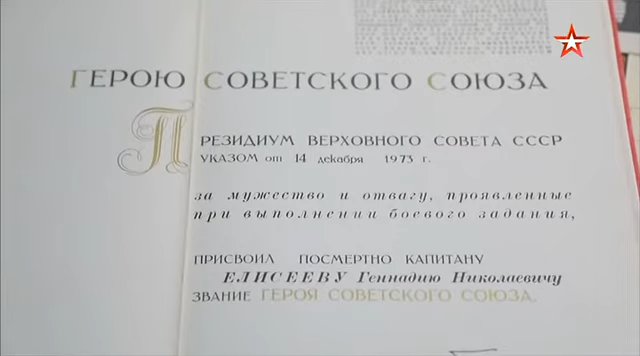 ГЕРОЮ СОВЕТСКОГО СОЮЗА
ПРЕЗИДИУМ ВЕРХОВНОГО СОВЕТА СССР
УКАЗОМ от 14 декабря 1973 г.
за мужество и отвагу, проявленные
при выполнении боевого задания,
ПРИСВОИЛ ПОСМЕРТНО КАПИТАНУ
ЕЛИСЕЕВУ Геннадию Николаевичу
ЗВАНИЕ ГЕРОЯ СОВЕТСКОГО СОЮЗА.